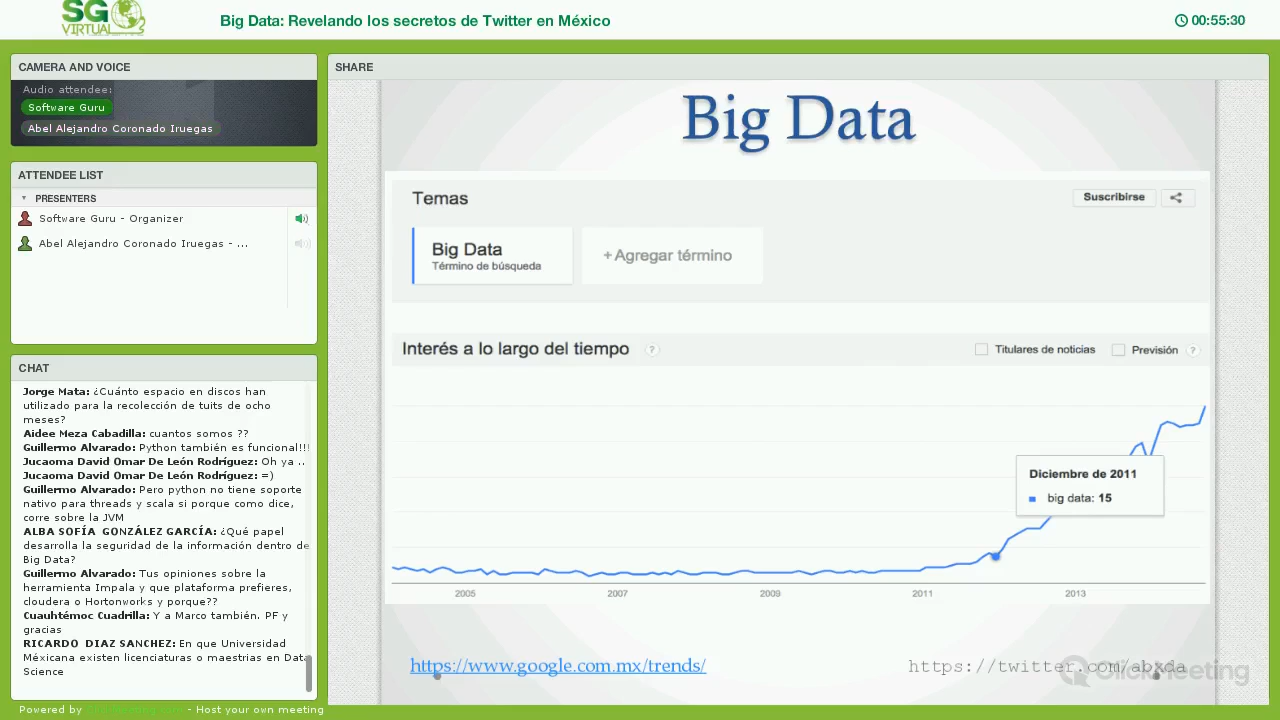 SG
VIRTUAL
Big Data: Revelando los secretos de Twitter en México
00:55:30
CAMERA AND VOICE
Audio attendee:
Software Guru
Abel Alejandro Coronado Iruegas
ATTENDEE LIST
PRESENTERS
Software Guru - Organizer
Abel Alejandro Coronado Iruegas - ...
CHAT
Jorge Mata: ¿Cuánto espacio en discos han
utilizado para la recolección de tuits de ocho
meses?
Aidee Meza Cabadilla: cuantos somos ??
Guillermo Alvarado: Python también es funcional!!!
Jucaoma David Omar De León Rodríguez: Oh ya ..
Jucaoma David Omar De León Rodríguez: =)
Guillermo Alvarado: Pero python no tiene soporte
nativo para threads y scala si porque como dice,
corre sobre la JVM
ALBA SOFÍA GONZÁLEZ GARCÍA: ¿Qué papel
desarrolla la seguridad de la información dentro de
Big Data?
Guillermo Alvarado: Tus opiniones sobre la
herramienta Impala y que plataforma prefieres,
cloudera o Hortonworks y porque??
Cuauhtémoc Cuadrilla: Y a Marco también. PF y
gracias
RICARDO DIAZ SANCHEZ: En que Universidad
Méxicana existen licenciaturas o maestrias en Data
Science
Powered by ClickMeeting.com - Host your own meeting
SHARE
Big Data
Temas
Suscribirse
Big Data
Término de búsqueda
+Agregar término
Interés a lo largo del tiempo ?
Titulares de noticias
Previsión ?
Diciembre de 2011
big data: 15
2005 2007 2009 2011 2013
https://www.google.com.mx/trends/
https://twitter.com/abxda
ClickMeeting